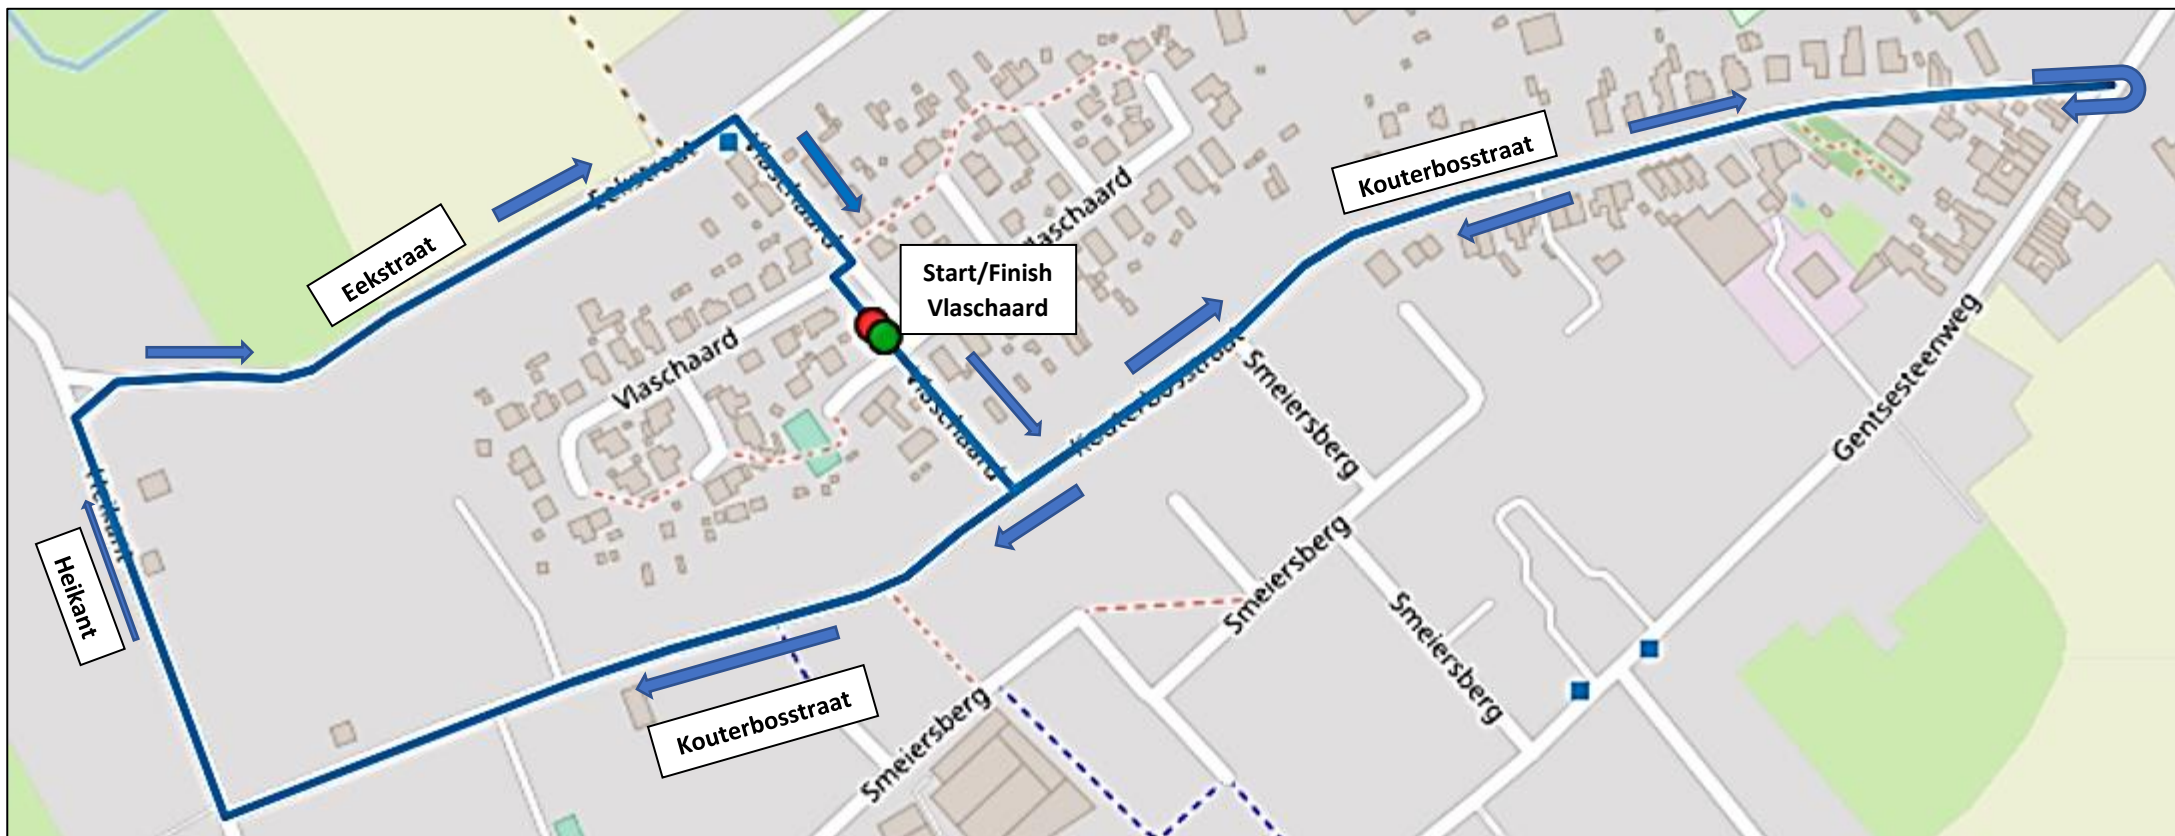 Eekstraat
Vlaschaard
Vlaschaard
Kouterbosstraat
Eekstraat
Start/Finish
Vlaschaard
Vlaschaard
Vlaschaard
Kouterbosstraat
Smeiersberg
Gentsesteenweg
Heikant
Heikant
Smeiersberg
Smeiersberg
Kouterbosstraat
Smeiersberg